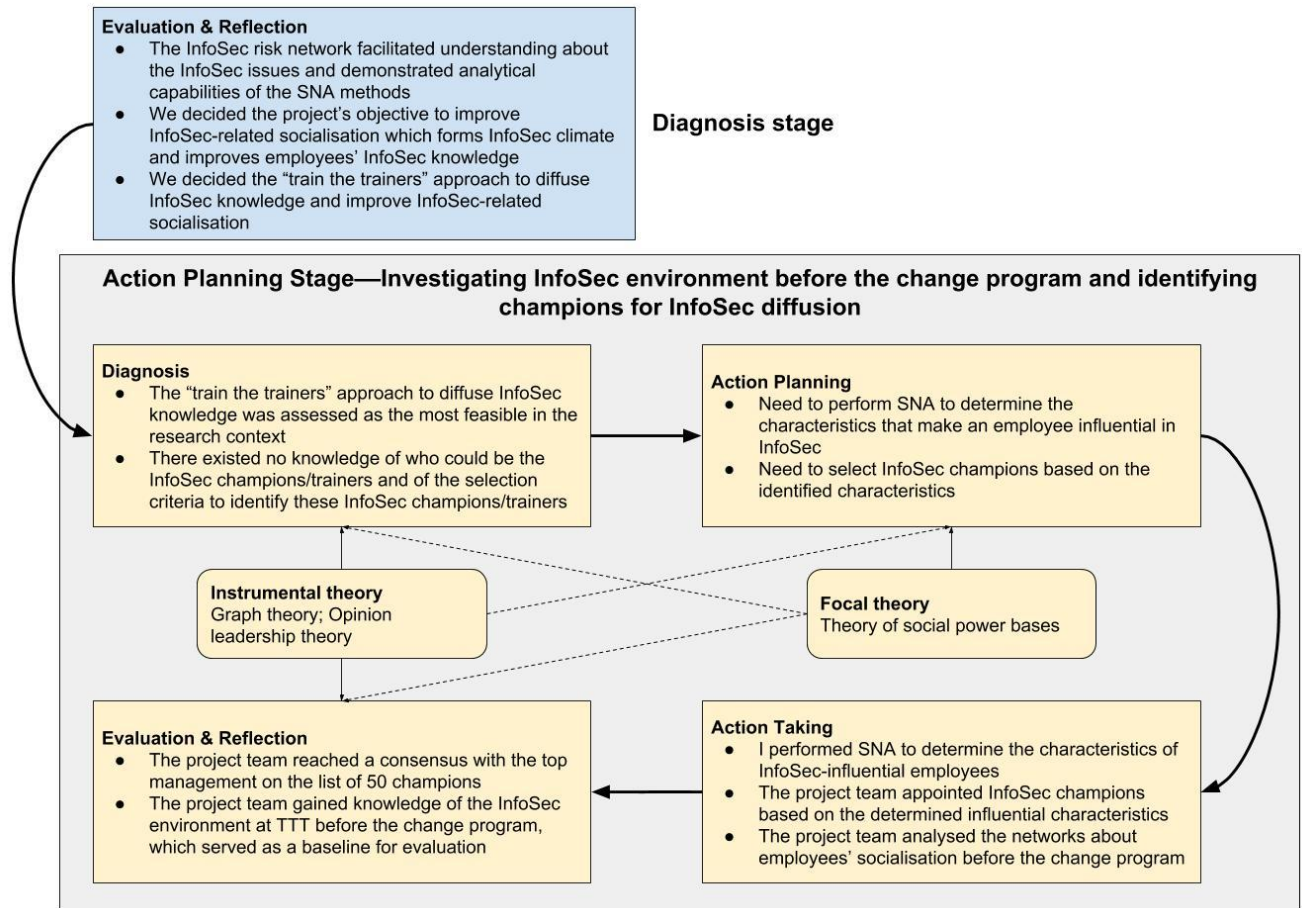 Evaluation & Reflection
● The InfoSec risk network facilitated understanding about
the InfoSec issues and demonstrated analytical
capabilities of the SNA methods
● We decided the project's objective to improve
InfoSec-related socialisation which forms InfoSec climate
and improves employees' InfoSec knowledge
● We decided the “train the trainers” approach to diffuse
InfoSec knowledge and improve InfoSec-related
socialisation
Diagnosis stage
Action Planning Stage—Investigating InfoSec environment before the change program and identifying
champions for InfoSec diffusion
Diagnosis
● The “train the trainers” approach to diffuse InfoSec
knowledge was assessed as the most feasible in the
research context
● There existed no knowledge of who could be the
InfoSec champions/trainers and of the selection
criteria to identify these InfoSec champions/trainers
Action Planning
● Need to perform SNA to determine the
characteristics that make an employee influential in
InfoSec
● Need to select InfoSec champions based on the
identified characteristics
Instrumental theory
Graph theory; Opinion
leadership theory
Focal theory
Theory of social power bases
Evaluation & Reflection
● The project team reached a consensus with the top
management on the list of 50 champions
● The project team gained knowledge of the InfoSec
environment at TTT before the change program,
which served as a baseline for evaluation
Action Taking
● I performed SNA to determine the characteristics of
InfoSec-influential employees
● The project team appointed InfoSec champions
based on the determined influential characteristics
● The project team analysed the networks about
employees' socialisation before the change program